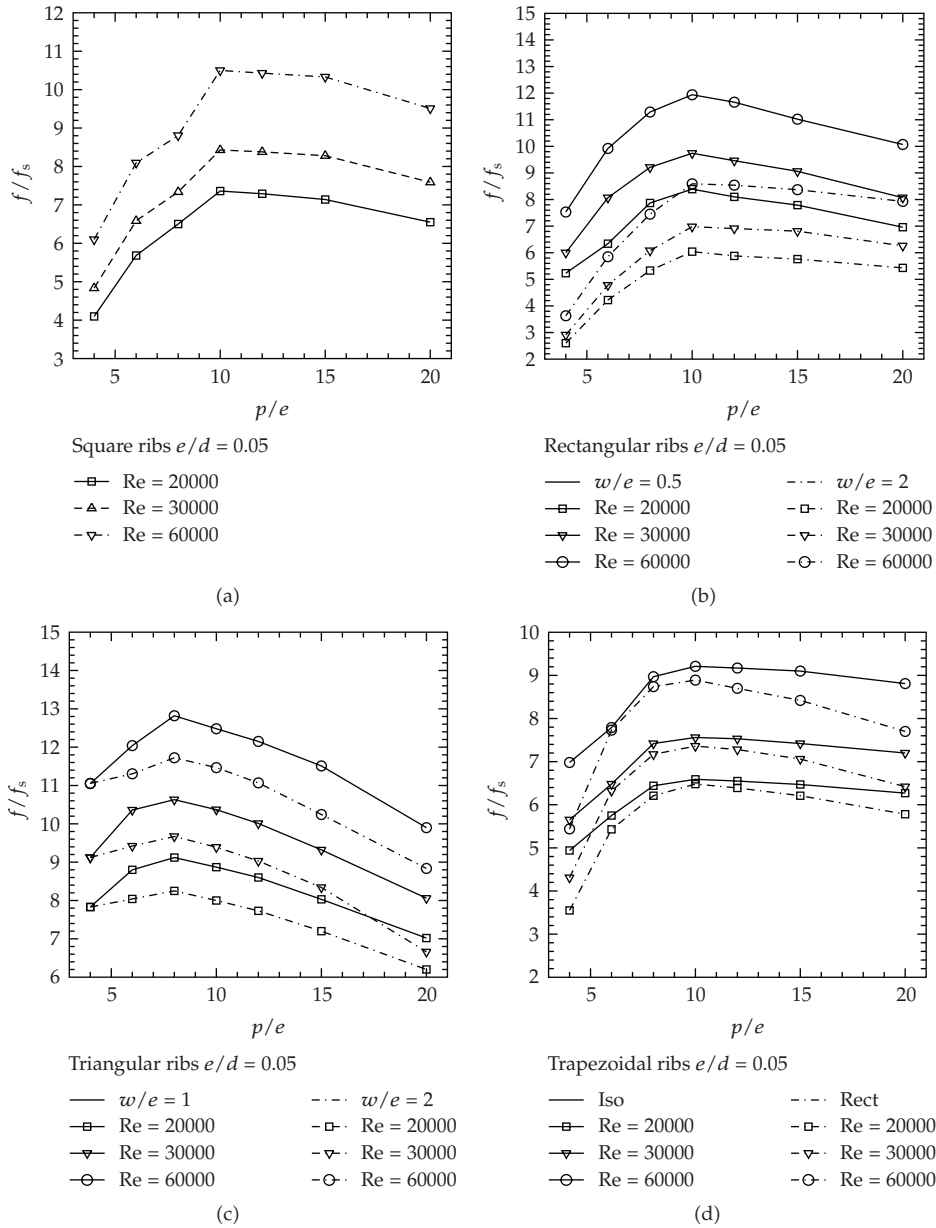 12
11
10
9
8
7
6
5
4
3
f/fs
5 10 15 20
p/e
Square ribs e/d = 0.05
Re = 20000
Re = 30000
Re = 60000
(a)
15
14
13
12
11
10
9
8
7
6
5
4
3
2
f/fs
5 10 15 20
p/e
Rectangular ribs e/d = 0.05
w/e = 0.5 w/e = 2
Re = 20000 Re = 20000
Re = 30000 Re = 30000
Re = 60000 Re = 60000
(b)
15
14
13
12
11
10
9
8
7
6
f/fs
5 10 15 20
p/e
Triangular ribs e/d = 0.05
w/e = 1 w/e = 2
Re = 20000 Re = 20000
Re = 30000 Re = 30000
Re = 60000 Re = 60000
(c)
10
9
8
7
6
5
4
3
2
f/fs
5 10 15 20
p/e
Trapezoidal ribs e/d = 0.05
Iso Rect
Re = 20000 Re = 20000
Re = 30000 Re = 30000
Re = 60000 Re = 60000
(d)